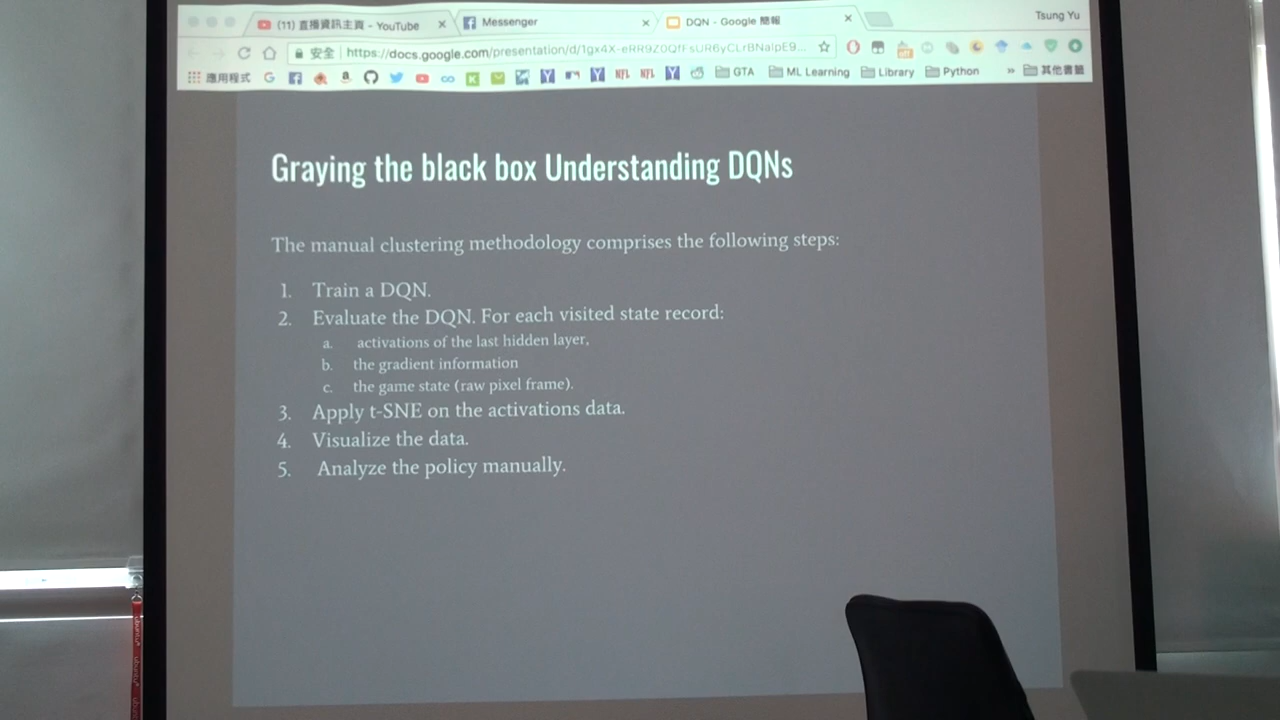 (11) 直播資訊主頁 - YouTube
Messenger
DQN - Google 簡報
Tsung Yu
安全
應用程式
GTA
ML Learning
Library
Python
其他書籤
Graying the black box Understanding DQNs
The manual clustering methodology comprises the following steps:
1. Train a DQN.
2. Evaluate the DQN. For each visited state record:
a. activations of the last hidden layer,
b. the gradient information
c. the game state (raw pixel frame).
3. Apply t-SNE on the activations data.
4. Visualize the data.
5. Analyze the policy manually.